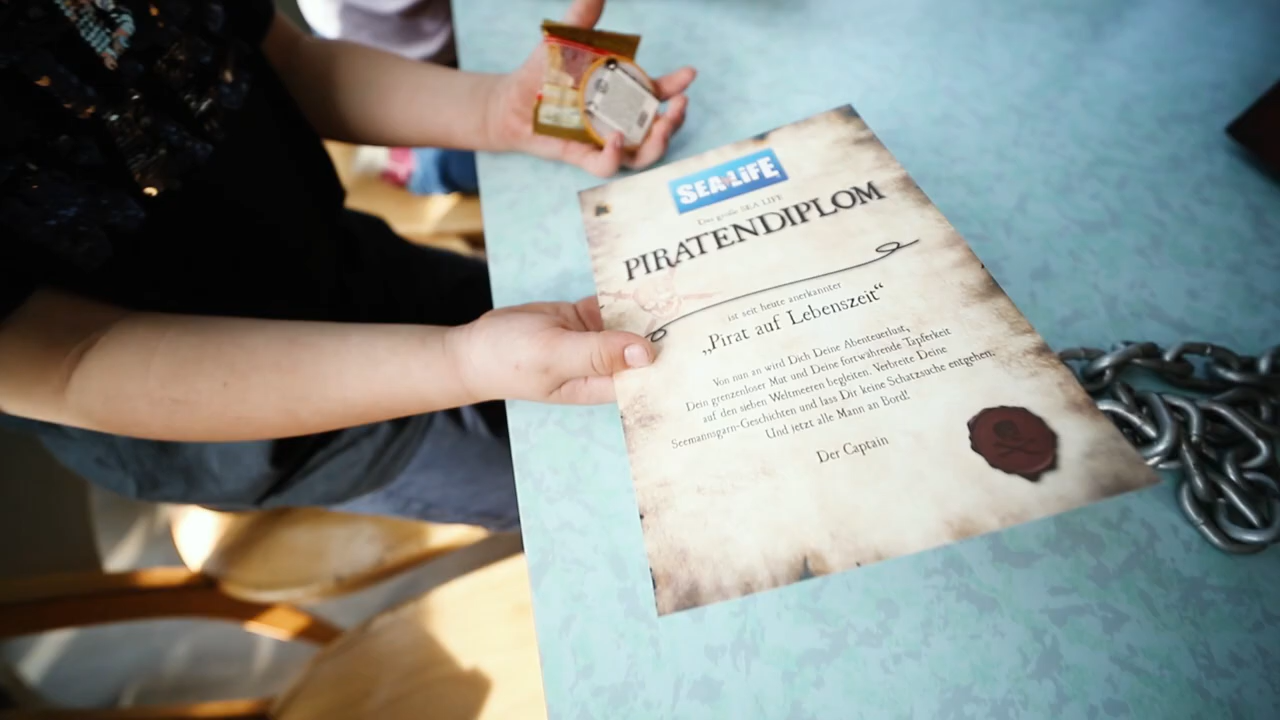 SEA LiFE
Das große SEA LIFE
PIRATENDIPLOM
ist seit heute anerkannter
„Pirat auf Lebenszeit“
Von nun an wird Dich Deine Abenteuerlust,
Dein grenzenloser Mut und Deine fortwährende Tapferkeit
auf den sieben Weltmeeren begleiten. Verbreite Deine
Seemannsgarn-Geschichten und lass Dir keine Schatzsuche entgehen.
Und jetzt alle Mann an Bord!
Der Captain